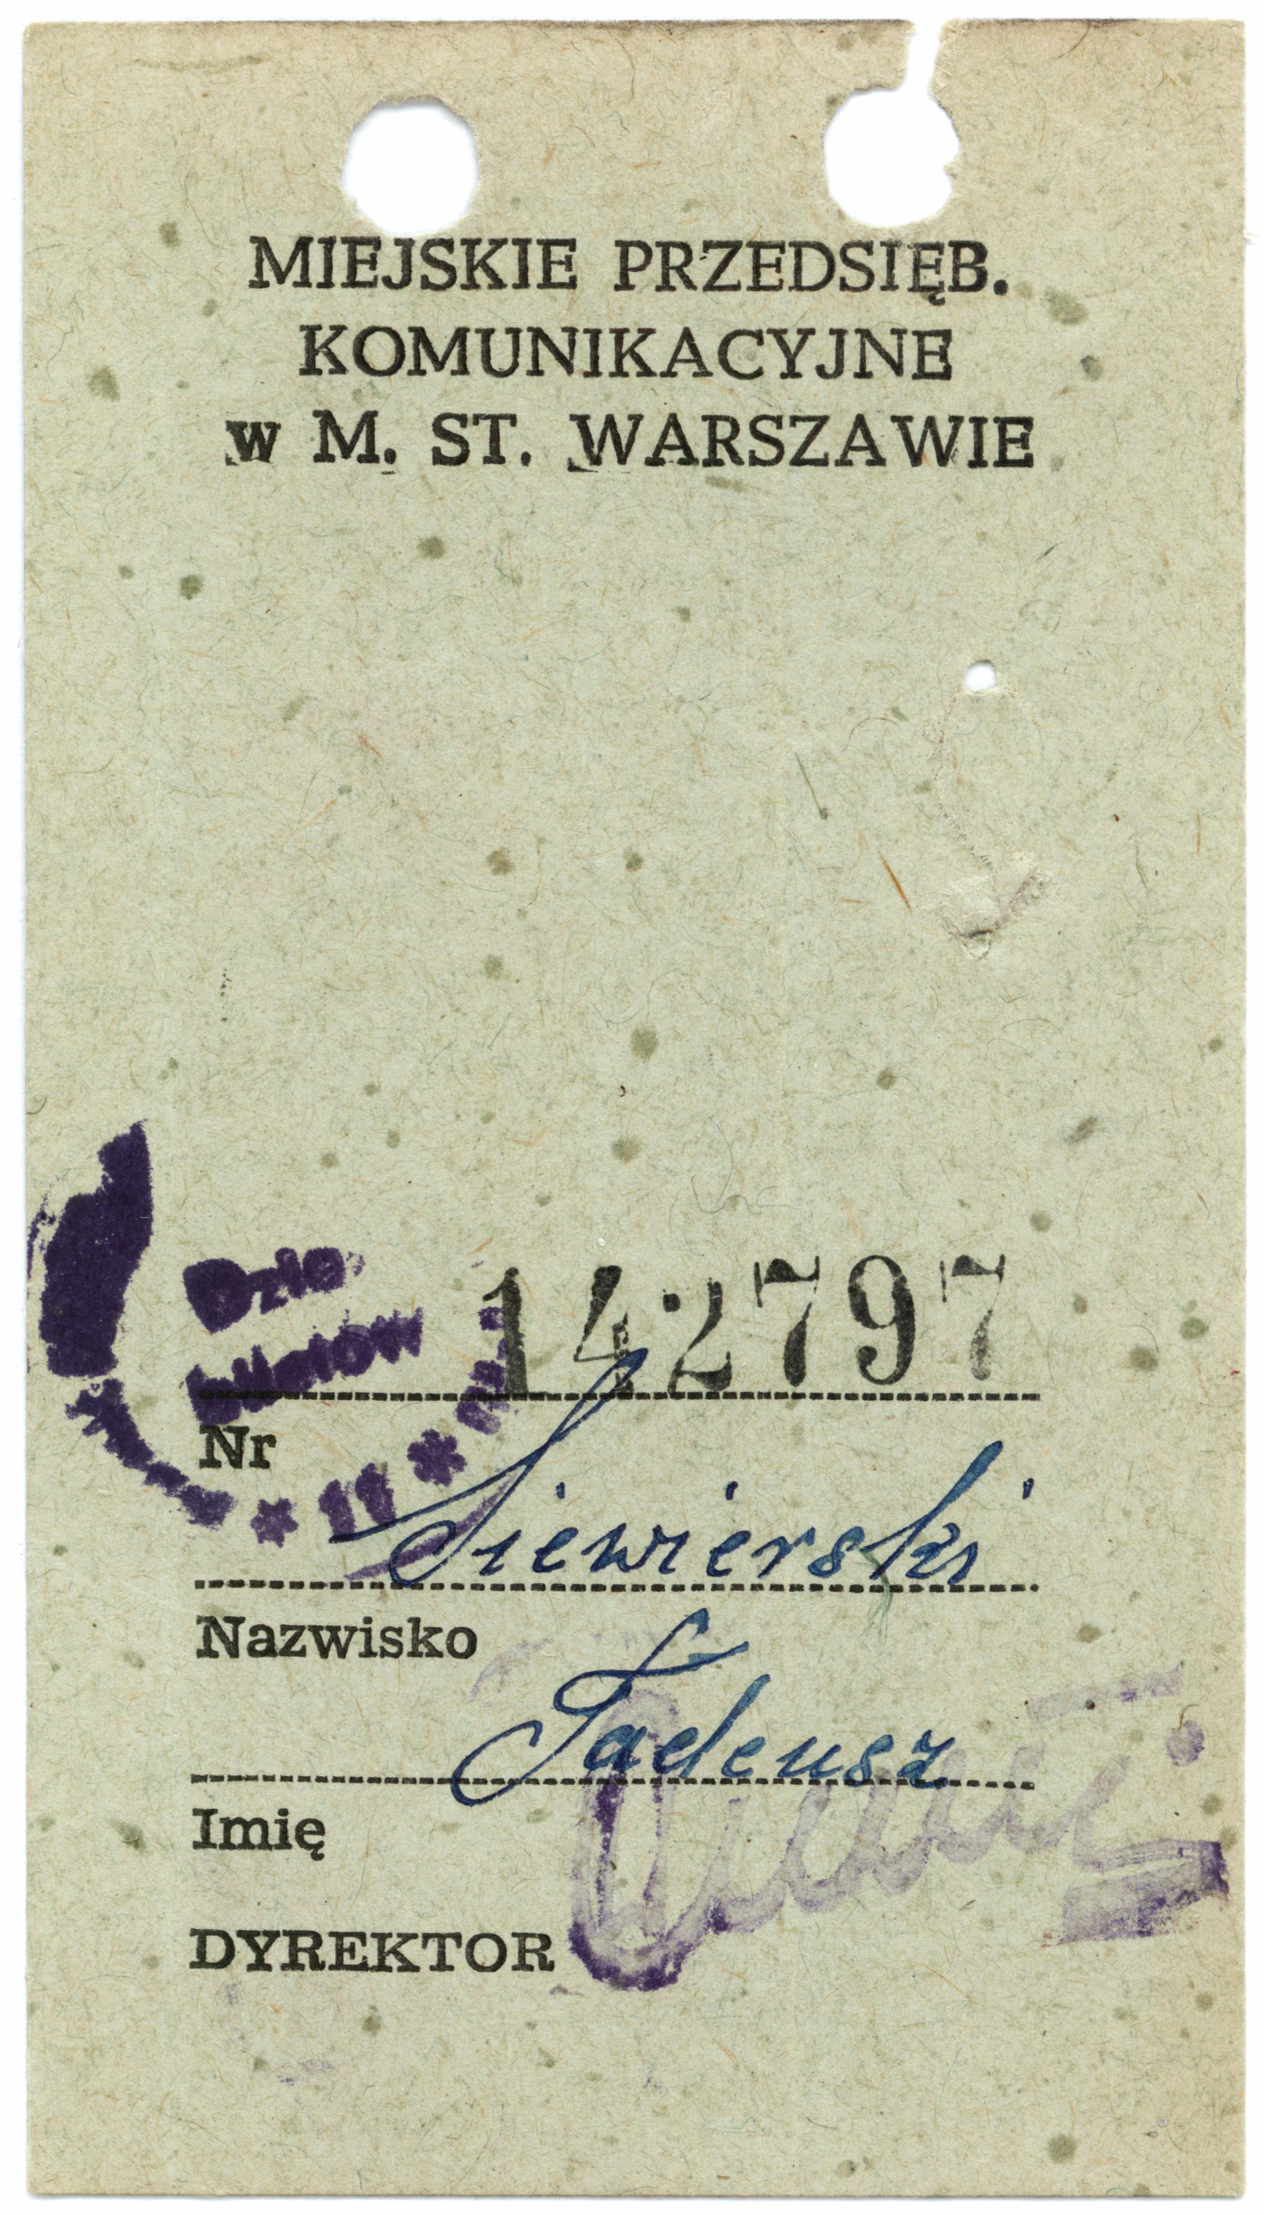 MIEJSKIE PRZEDSIĘB.
KOMUNIKACYJNE
w M. ST. WARSZAWIE
142797
Nr
Siewierski
Nazwisko
Tadeusz
Imię
DYREKTOR